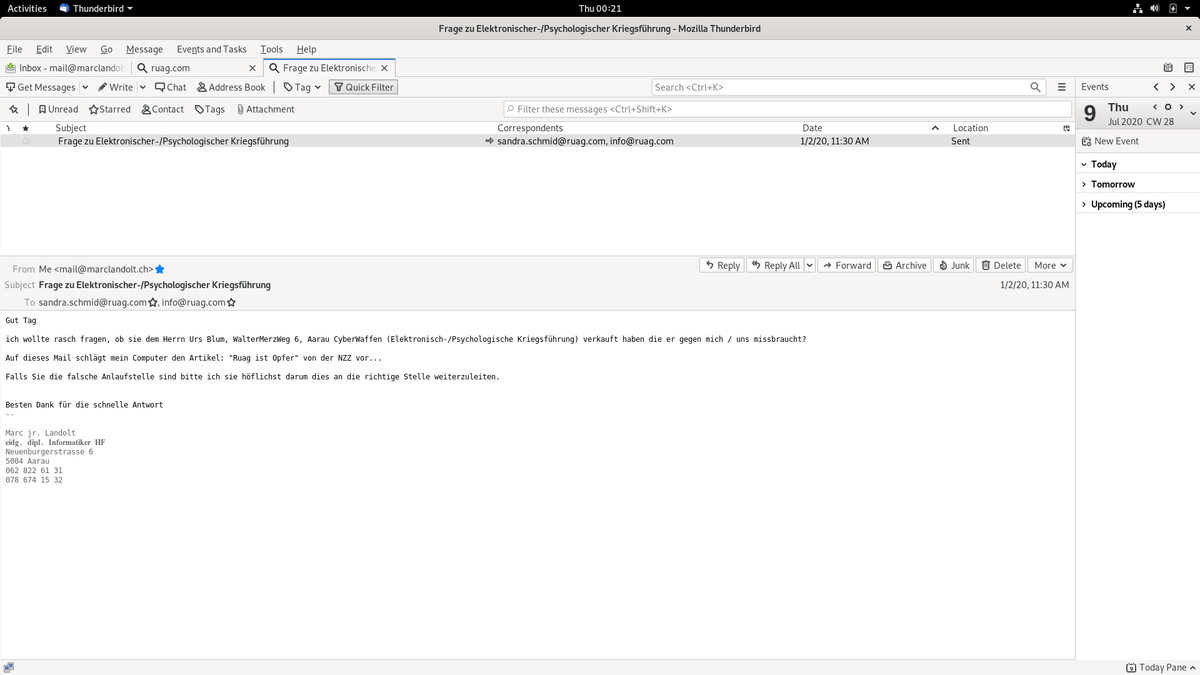 Activities Thunderbird Thu 00:21
Frage zu Elektronischer-/Psychologischer Kriegsführung - Mozilla Thunderbird
File Edit View Go Message Events and Tasks Tools Help
Inbox - mail@marclandol ruag.com Frage zu Elektronische
Get Messages Write Chat Address Book Tag Quick Filter Search <Ctrl+K> Events
Unread Starred Contact Tags Attachment Filter these messages <Ctrl+Shift+K>
9 Thu
Jul 2020 CW 28
Subject Correspondents Date Location
Frage zu Elektronischer-/Psychologischer Kriegsführung sandra.schmid@ruag.com, info@ruag.com 1/2/20, 11:30 AM Sent
New Event
Today
Tomorrow
Upcoming (5 days)
From Me <mail@marclandolt.ch> Reply Reply All Forward Archive Junk Delete More
Subject Frage zu Elektronischer-/Psychologischer Kriegsführung 1/2/20, 11:30 AM
To sandra.schmid@ruag.com, info@ruag.com
Gut Tag
ich wollte rasch fragen, ob sie dem Herrn Urs Blum, WalterMerzWeg 6, Aarau CyberWaffen (Elektronisch-/Psychologische Kriegsführung) verkauft haben die er gegen mich / uns missbraucht?
Auf dieses Mail schlägt mein Computer den Artikel: "Ruag ist Opfer" von der NZZ vor...
Falls Sie die falsche Anlaufstelle sind bitte ich sie höflichst darum dies an die richtige Stelle weiterzuleiten.
Besten Dank für die schnelle Antwort
--
Marc jr. Landolt
eidg. dipl. Informatiker HF
Neuenburgerstrasse 6
5004 Aarau
062 822 61 31
078 674 15 32
Today Pane